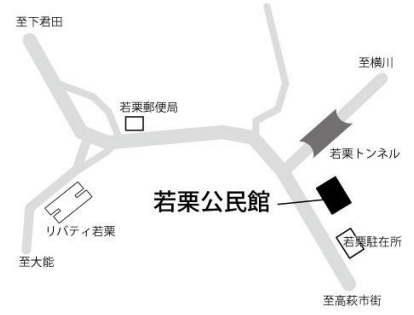 至下君田
至横川
若栗郵便局
若栗トンネル
若栗公民館
リバティ若栗
若栗駐在所
至大能
至高萩市街